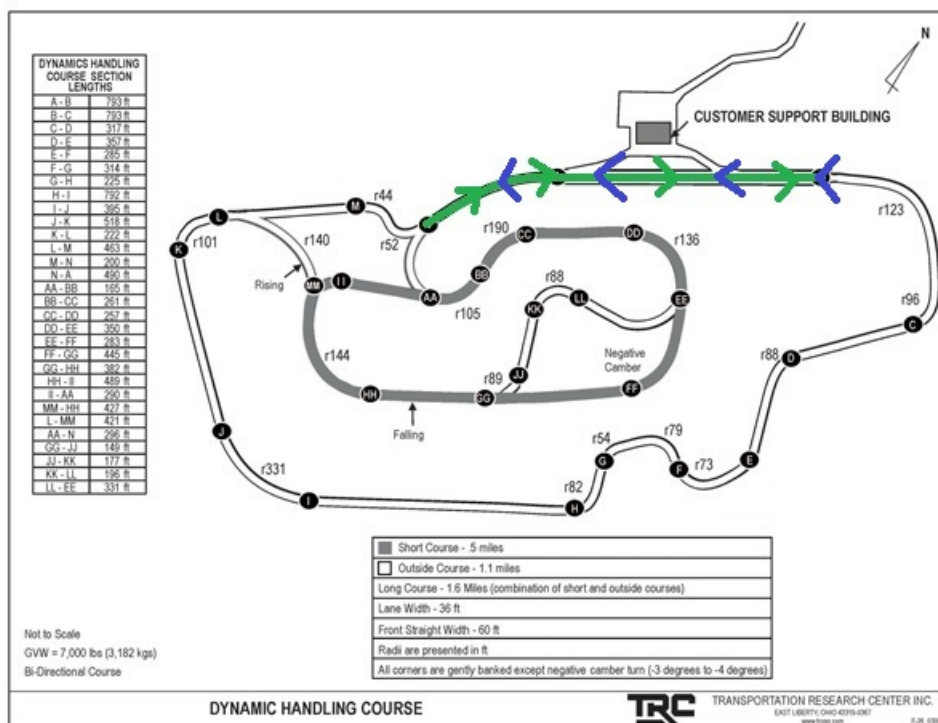 DYNAMICS HANDLING
COURSE SECTION
LENGTHS
A - B 793 ft
B - C 793 ft
C - D 317 ft
D - E 357 ft
E - F 285 ft
F - G 314 ft
G - H 225 ft
H - I 792 ft
I - J 395 ft
J - K 518 ft
K - L 222 ft
L - M 463 ft
M - N 200 ft
N - A 490 ft
AA - BB 165 ft
BB - CC 261 ft
CC - DD 257 ft
DD - EE 350 ft
EE - FF 283 ft
FF - GG 445 ft
GG - HH 382 ft
HH - II 489 ft
II - AA 290 ft
MM - HH 427 ft
L - MM 421 ft
AA - N 296 ft
GG - JJ 149 ft
JJ - KK 177 ft
KK - LL 196 ft
LL - EE 331 ft
N
CUSTOMER SUPPORT BUILDING
r44
M
L
r123
r52
r101
r140
r190
CC
DD
r136
K
Rising
MM
II
AA
BB
r105
r88
LL
EE
KK
r96
C
r144
r88
D
Negative
Camber
r89
JJ
HH
GG
FF
Falling
J
r331
r54
r79
G
F
r73
E
r82
I
H
Short Course - .5 miles
Outside Course - 1.1 miles
Long Course - 1.6 Miles (combination of short and outside courses)
Lane Width - 36 ft
Front Straight Width - 60 ft
Radii are presented in ft
All corners are gently banked except negative camber turn (-3 degrees to -4 degrees)
Not to Scale
GVW = 7,000 lbs (3,182 kgs)
Bi-Directional Course
DYNAMIC HANDLING COURSE
TRC
TRANSPORTATION RESEARCH CENTER INC.
EAST LIBERTY, OHIO 43319-0367